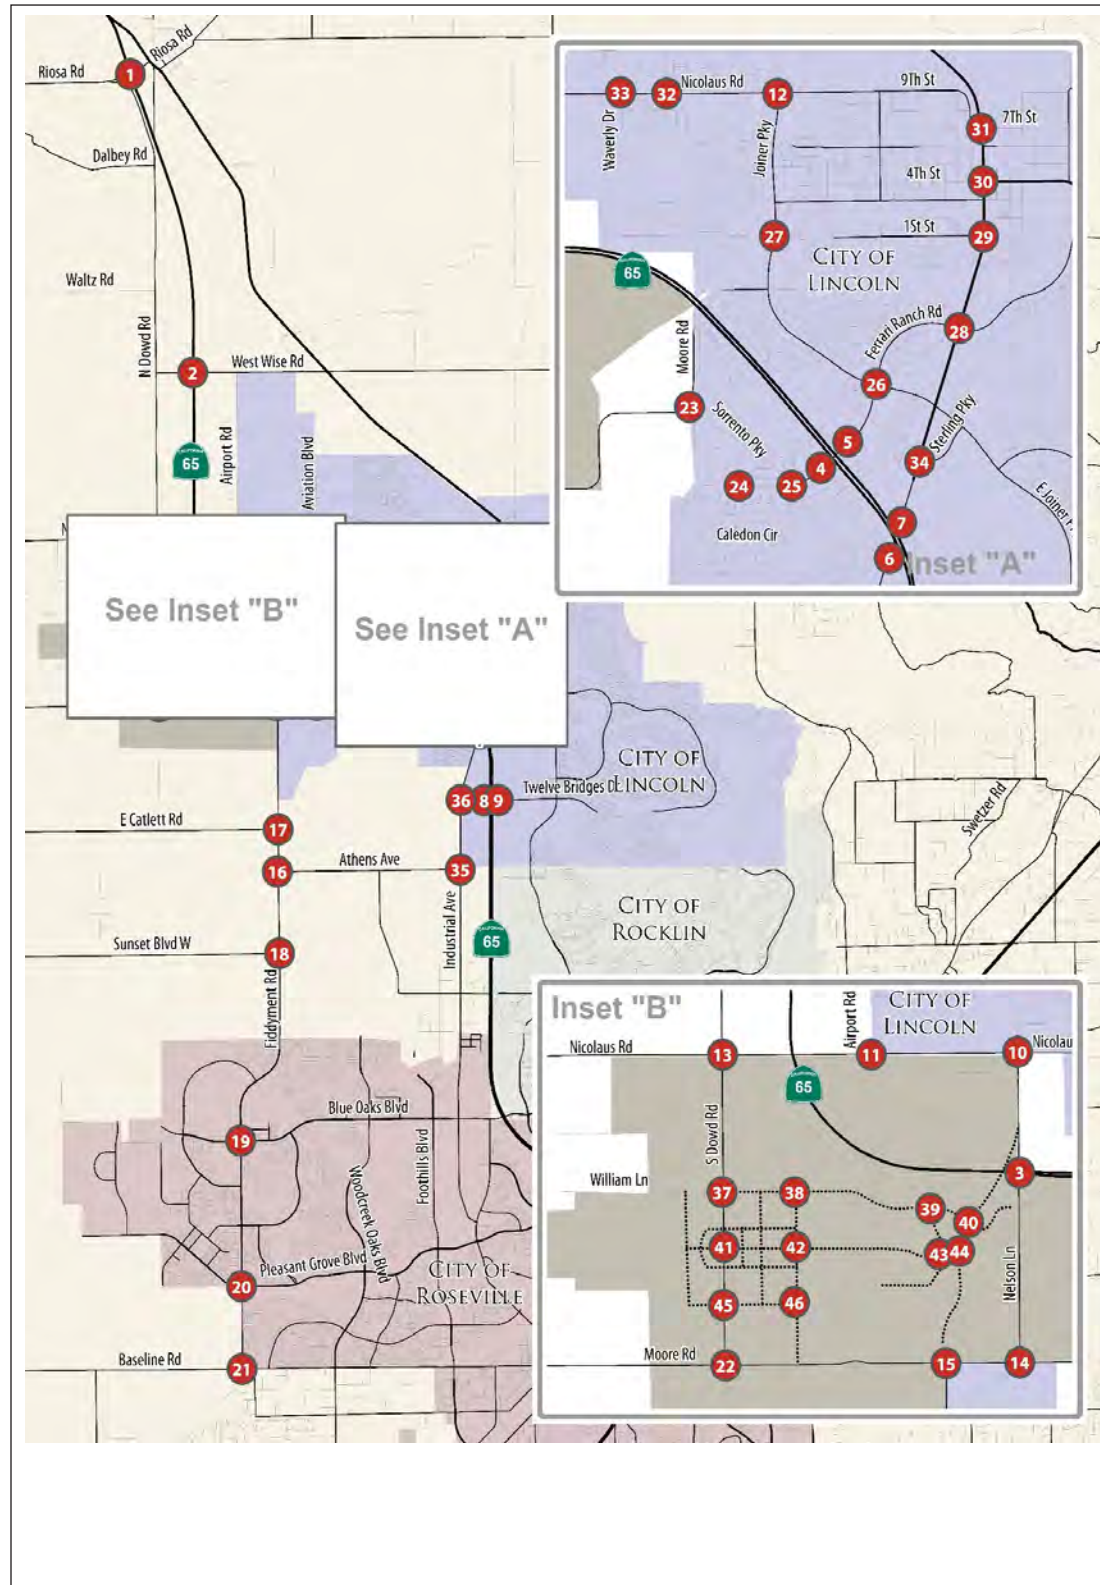 Riosa Rd
Riosa Rd
1
Dalbey Rd
Waltz Rd
N Dowd Rd
2
West Wise Rd
65
Airport Rd
Aviation Blvd
N
See Inset "B"
See Inset "A"
33
32
Nicolaus Rd
12
9Th St
7Th St
31
Waverly Dr
Joiner Pky
4Th St
30
27
1St St
29
CITY OF
LINCOLN
65
Moore Rd
Ferrari Ranch Rd
28
26
23
Sorrento Pky
5
Sterling Pky
4
34
24
25
E Joiner P
Caledon Cir
7
6
Inset "A"
CITY OF
LINCOLN
36
8
9
Twelve Bridges D
E Catlett Rd
17
16
Athens Ave
35
Swetzer Rd
CITY OF
ROCKLIN
Industrial Ave
65
Sunset Blvd W
18
Fiddyment Rd
Blue Oaks Blvd
19
Foothills Blvd
Woodcreek Oaks Blvd
Pleasant Grove Blvd
20
CITY OF
ROSEVILLE
Baseline Rd
21
Inset "B"
Airport Rd
CITY OF
LINCOLN
Nicolaus Rd
13
11
10
Nicolau
65
S Dowd Rd
3
William Ln
37
38
39
40
41
42
43
44
Nelson Ln
45
46
Moore Rd
22
15
14